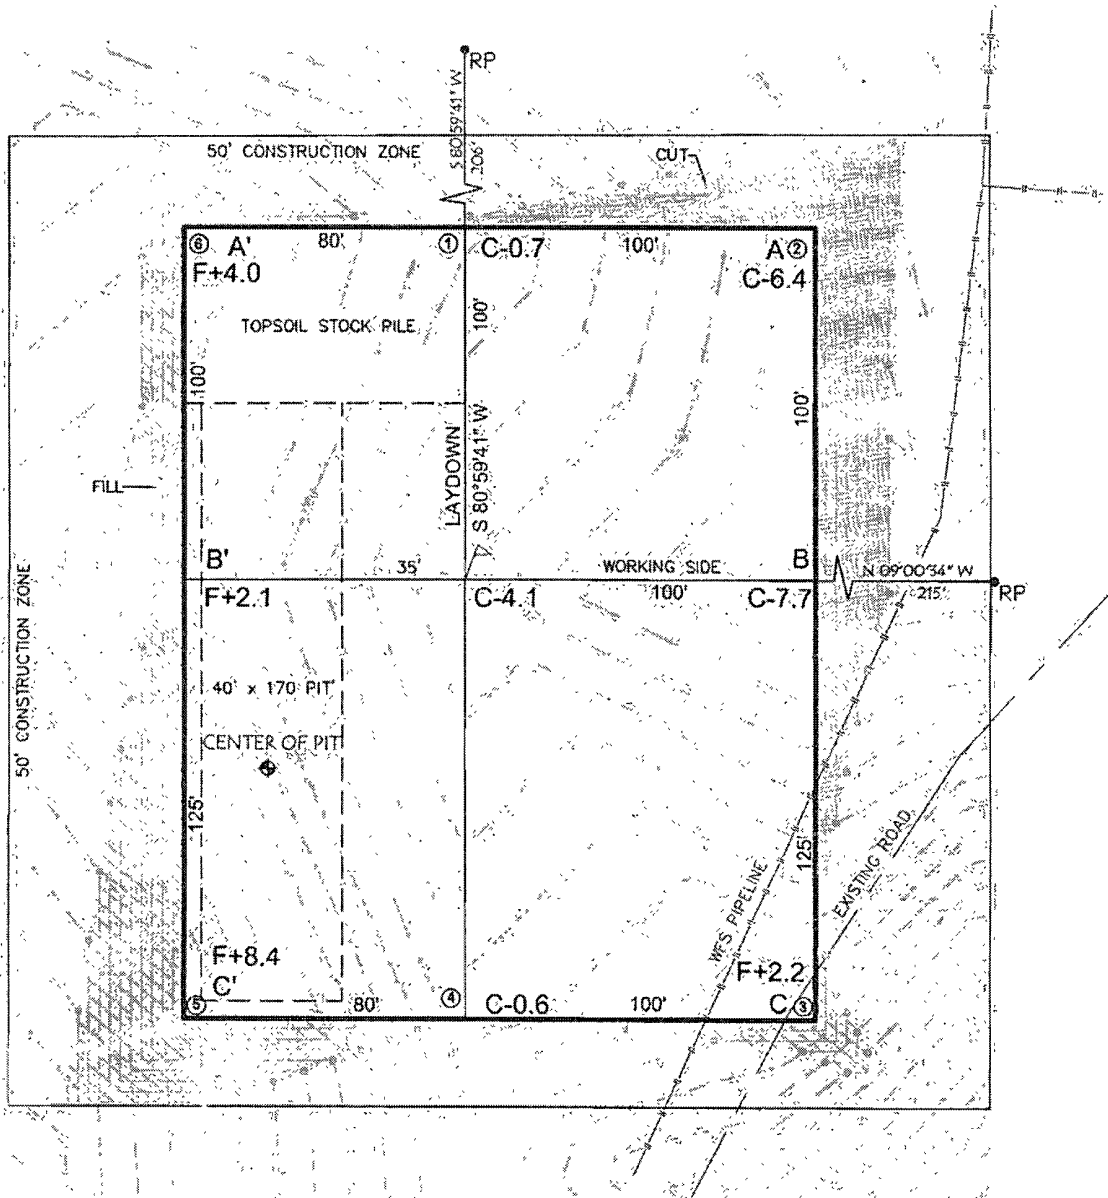 RP
S 80°59'41" W
206'
50' CONSTRUCTION ZONE
CUT
⑥ A' 80' ① C-0.7 100' A ②
F+4.0 C-6.4
TOPSOIL STOCK PILE
100'
100'
100'
LAYDOWN
S 80°59'41" W
FILL
B' 35' WORKING SIDE B
N 09°00'34" W
F+2.1 C-4.1 100' C-7.7
215'
RP
50' CONSTRUCTION ZONE
40' x 170 PIT
CENTER OF PIT
125'
125'
WFS PIPELINE
EXISTING ROAD
F+8.4 F+2.2
C' C ③
⑤ 80' ④ C-0.6 100'